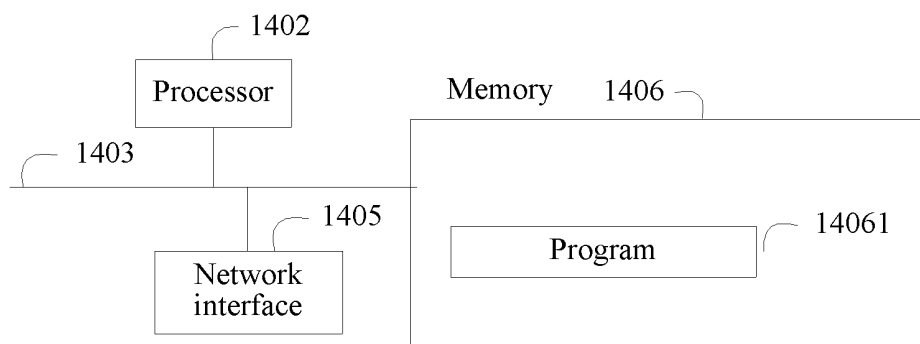 1402
Processor
Memory 1406
1403
1405
14061
Network
interface
Program